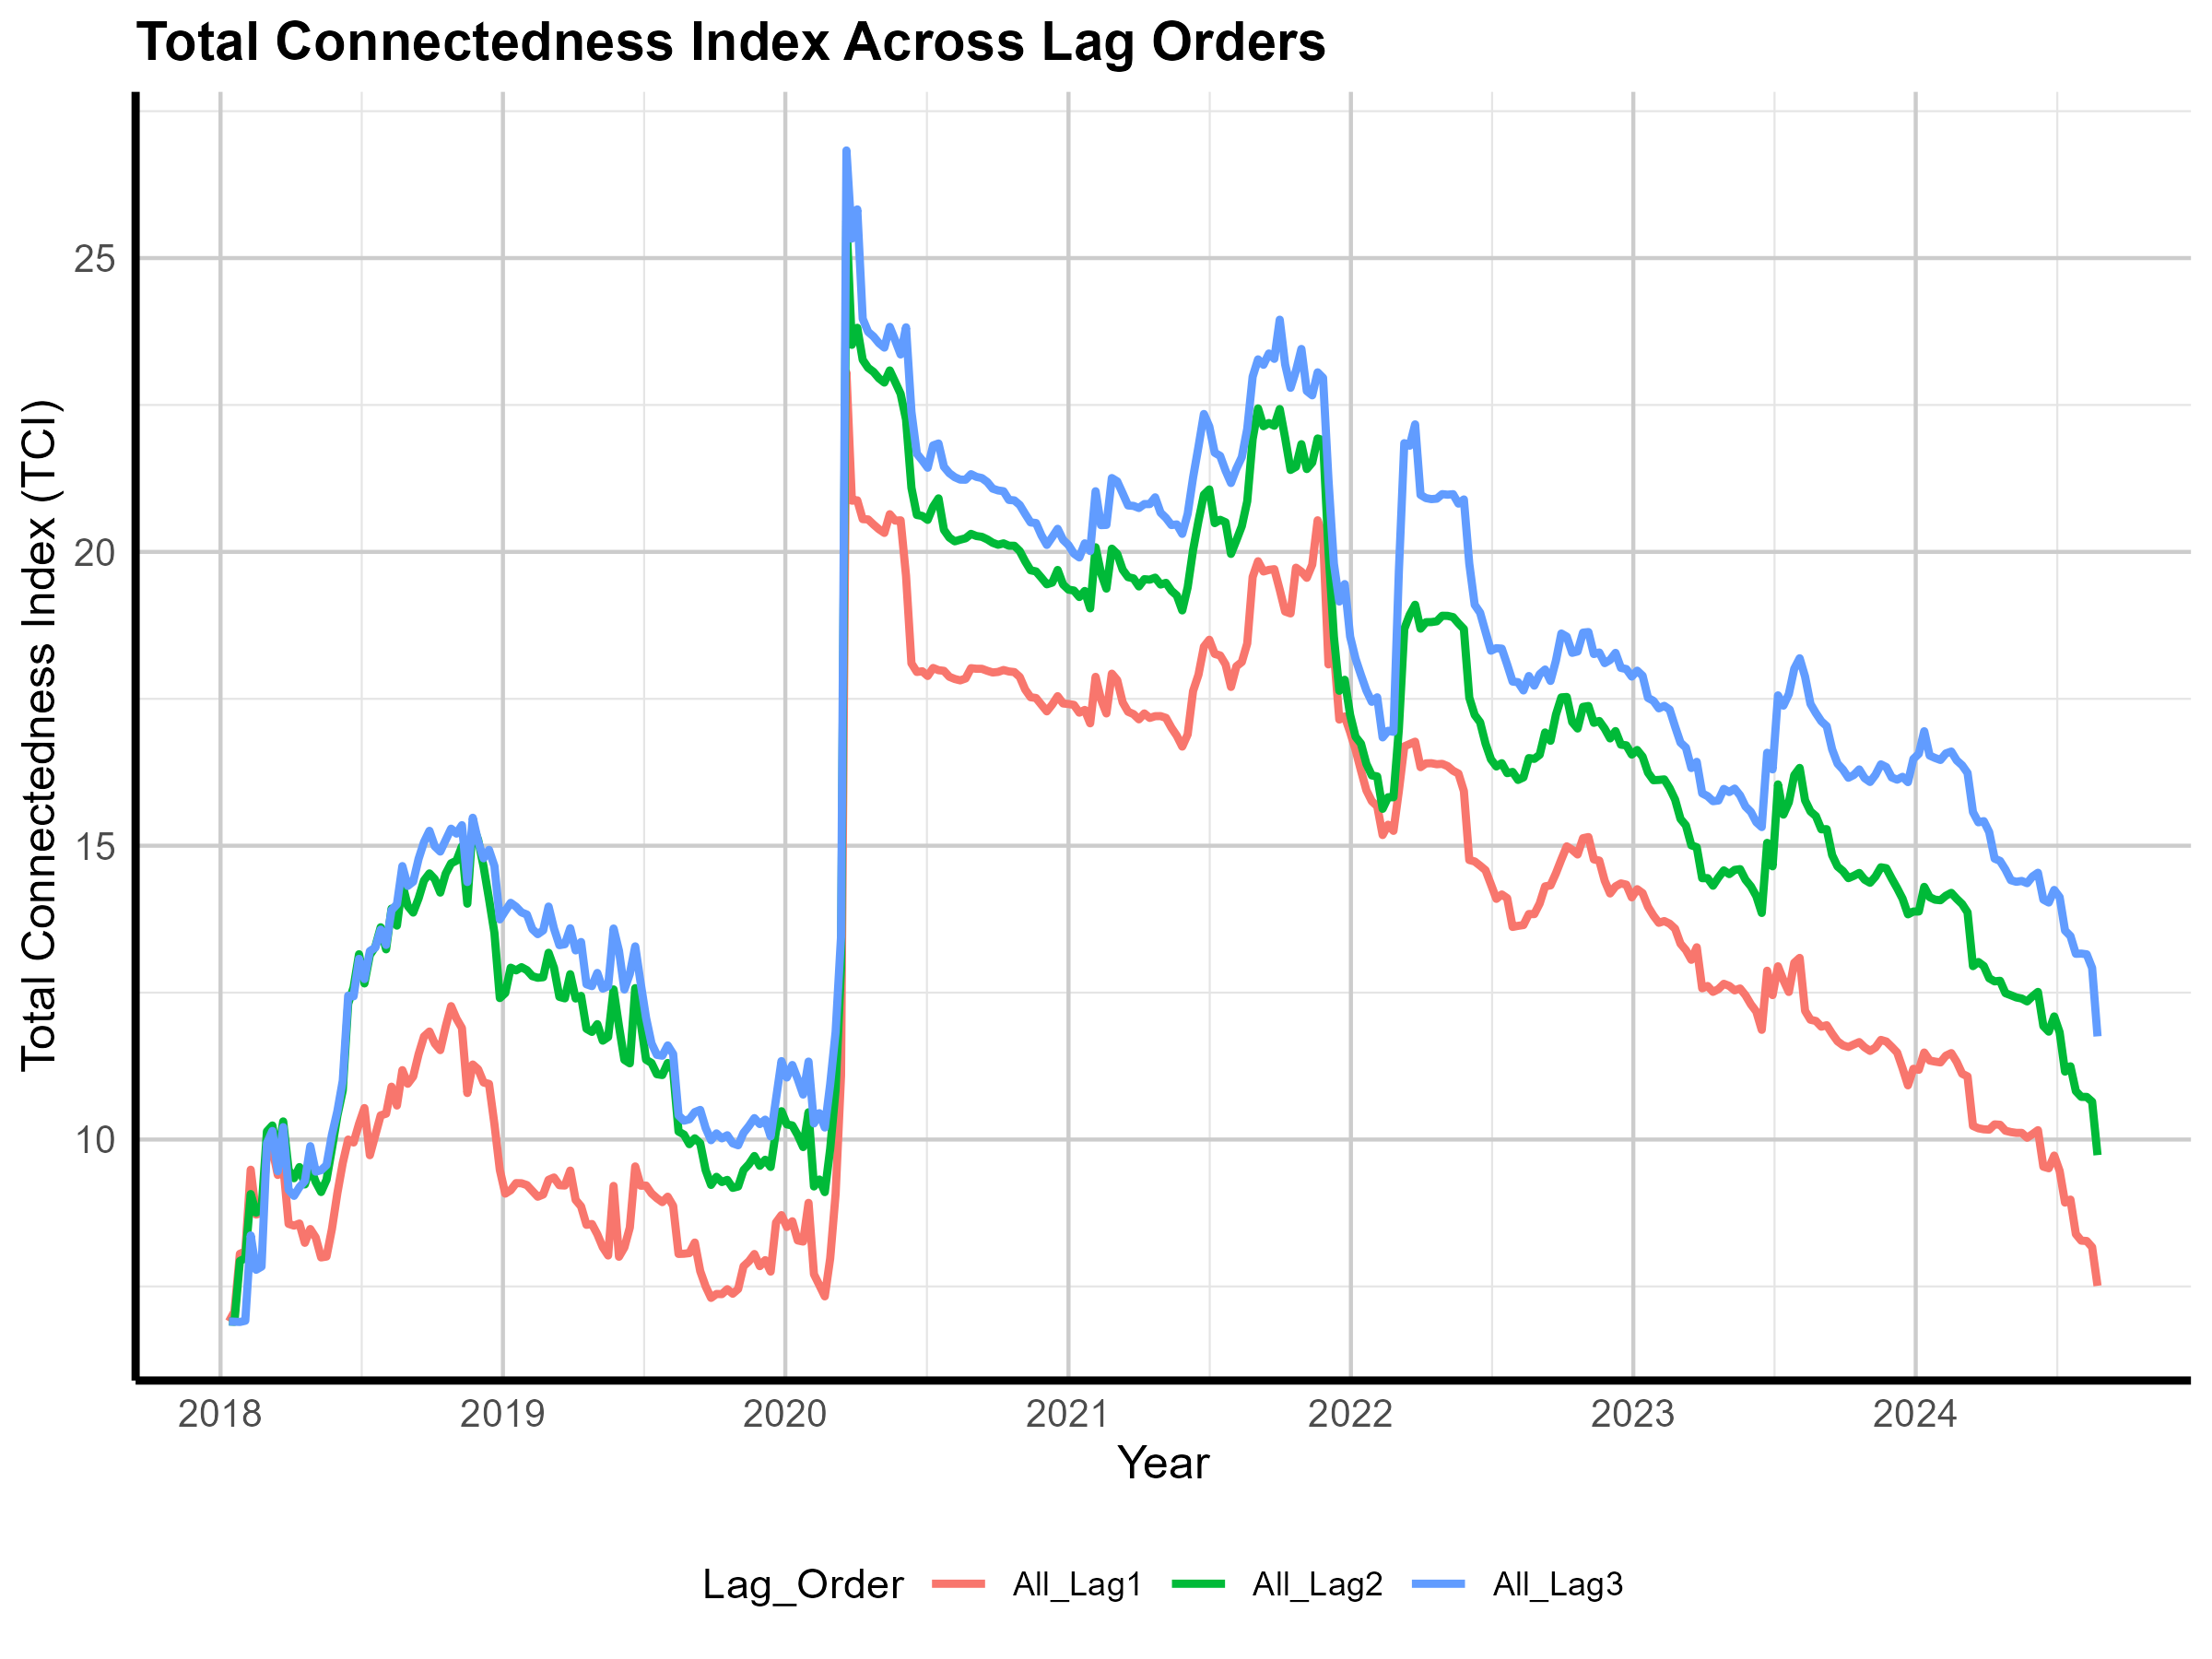 Total Connectedness Index Across Lag Orders
Total Connectedness Index (TCI)
25
20
15
10
2018 2019 2020 2021 2022 2023 2024
Year
Lag_Order All_Lag1 All_Lag2 All_Lag3